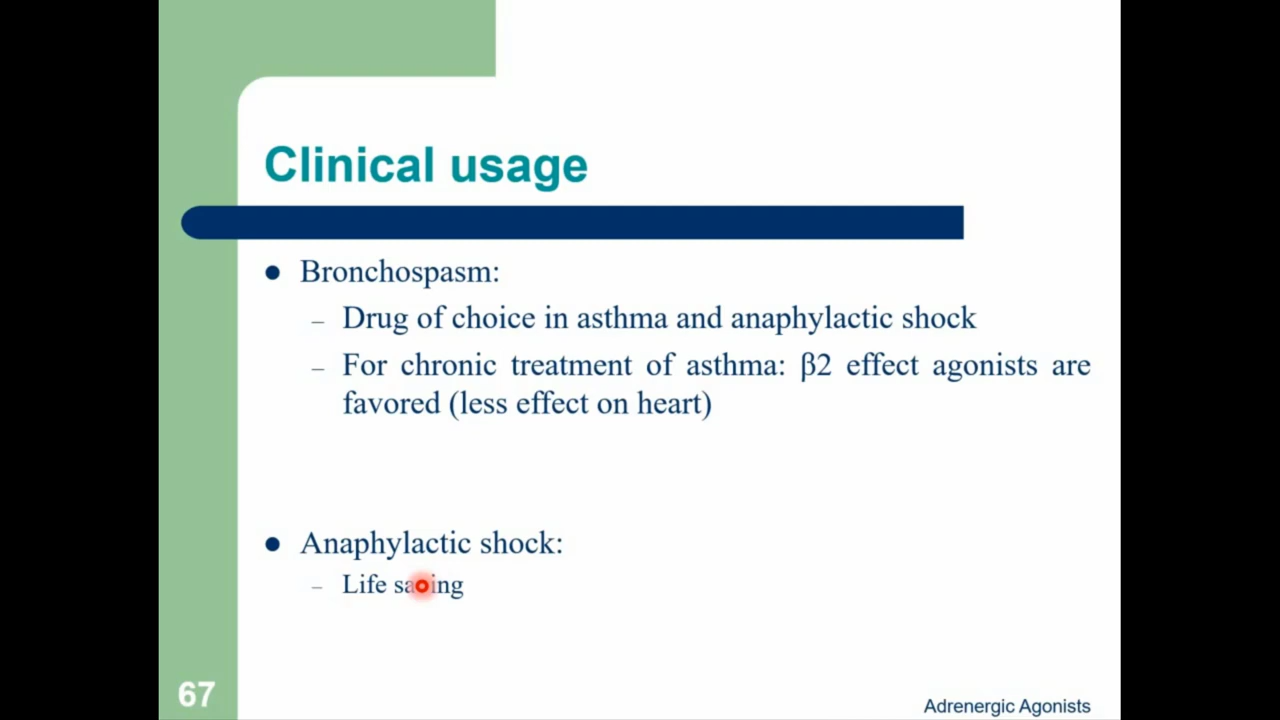 Clinical usage
● Bronchospasm:
– Drug of choice in asthma and anaphylactic shock
– For chronic treatment of asthma: β2 effect agonists are
favored (less effect on heart)
● Anaphylactic shock:
– Life saving
67
Adrenergic Agonists